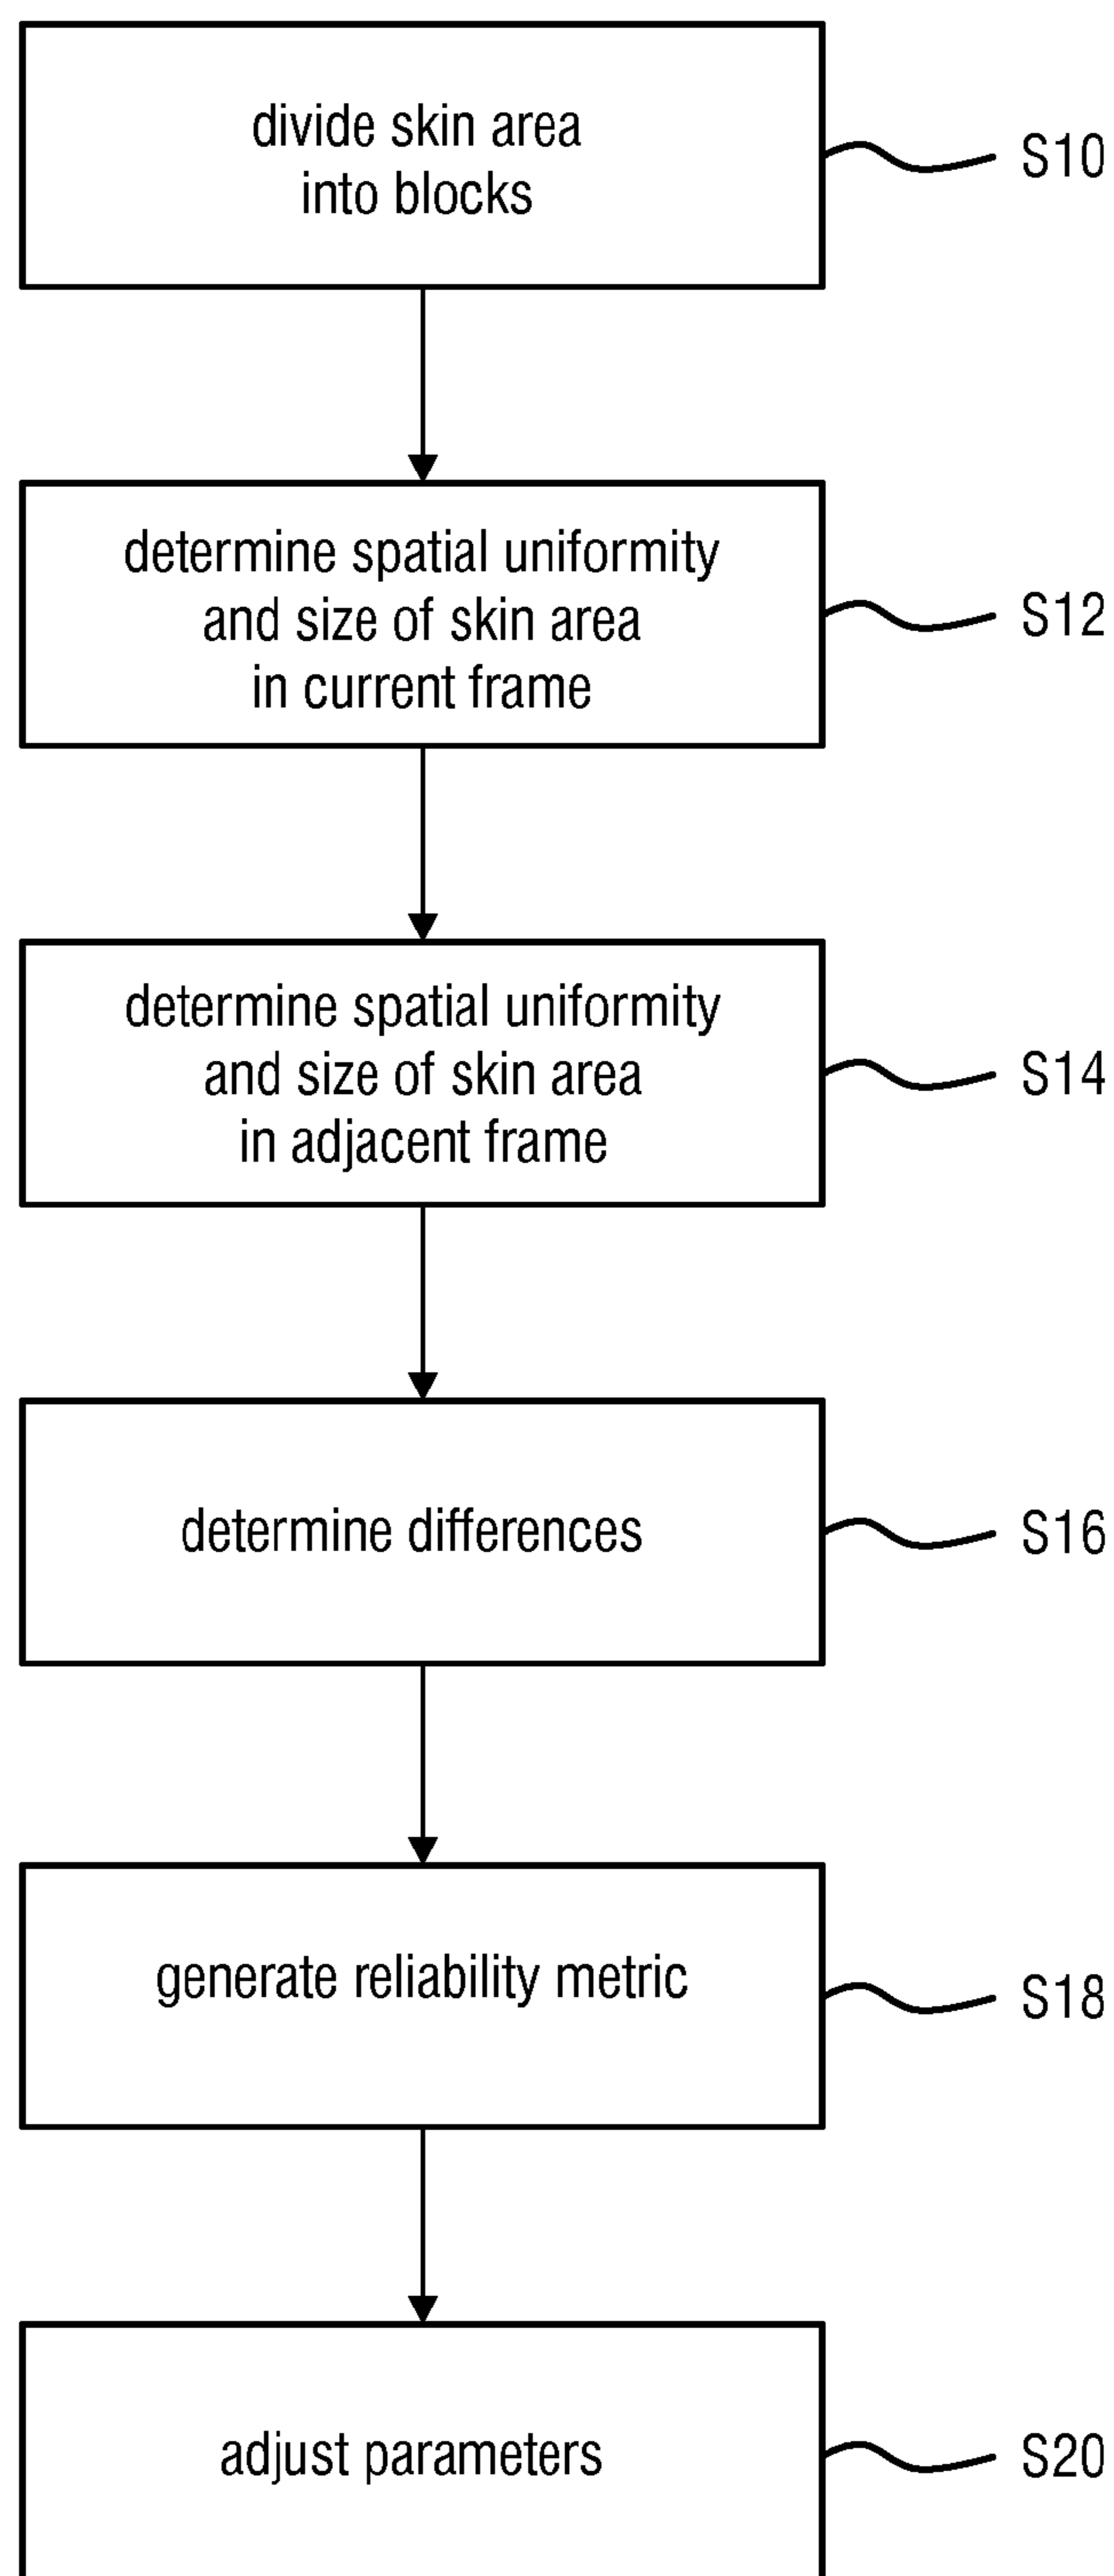 divide skin area
into blocks
S10
determine spatial uniformity
and size of skin area
in current frame
S12
determine spatial uniformity
and size of skin area
in adjacent frame
S14
determine differences
S16
generate reliability metric
S18
adjust parameters
S20